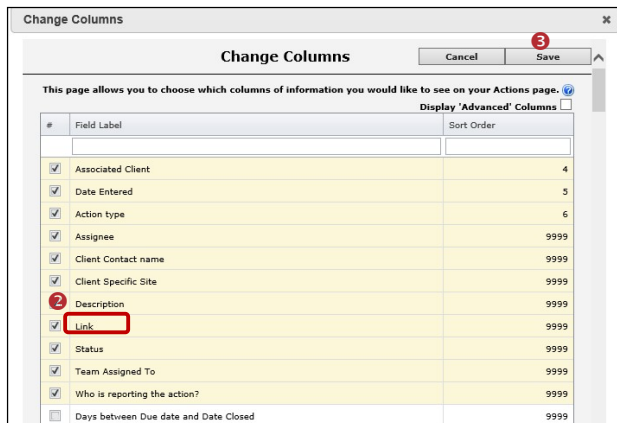 Change Columns ×
3
Change Columns Cancel Save
This page allows you to choose which columns of information you would like to see on your Actions page. ?
Display 'Advanced' Columns
# Field Label Sort Order
Associated Client 4
Date Entered 5
Action type 6
Assignee 9999
Client Contact name 9999
Client Specific Site 9999
2 Description 9999
Link 9999
Status 9999
Team Assigned To 9999
Who is reporting the action? 9999
Days between Due date and Date Closed 9999